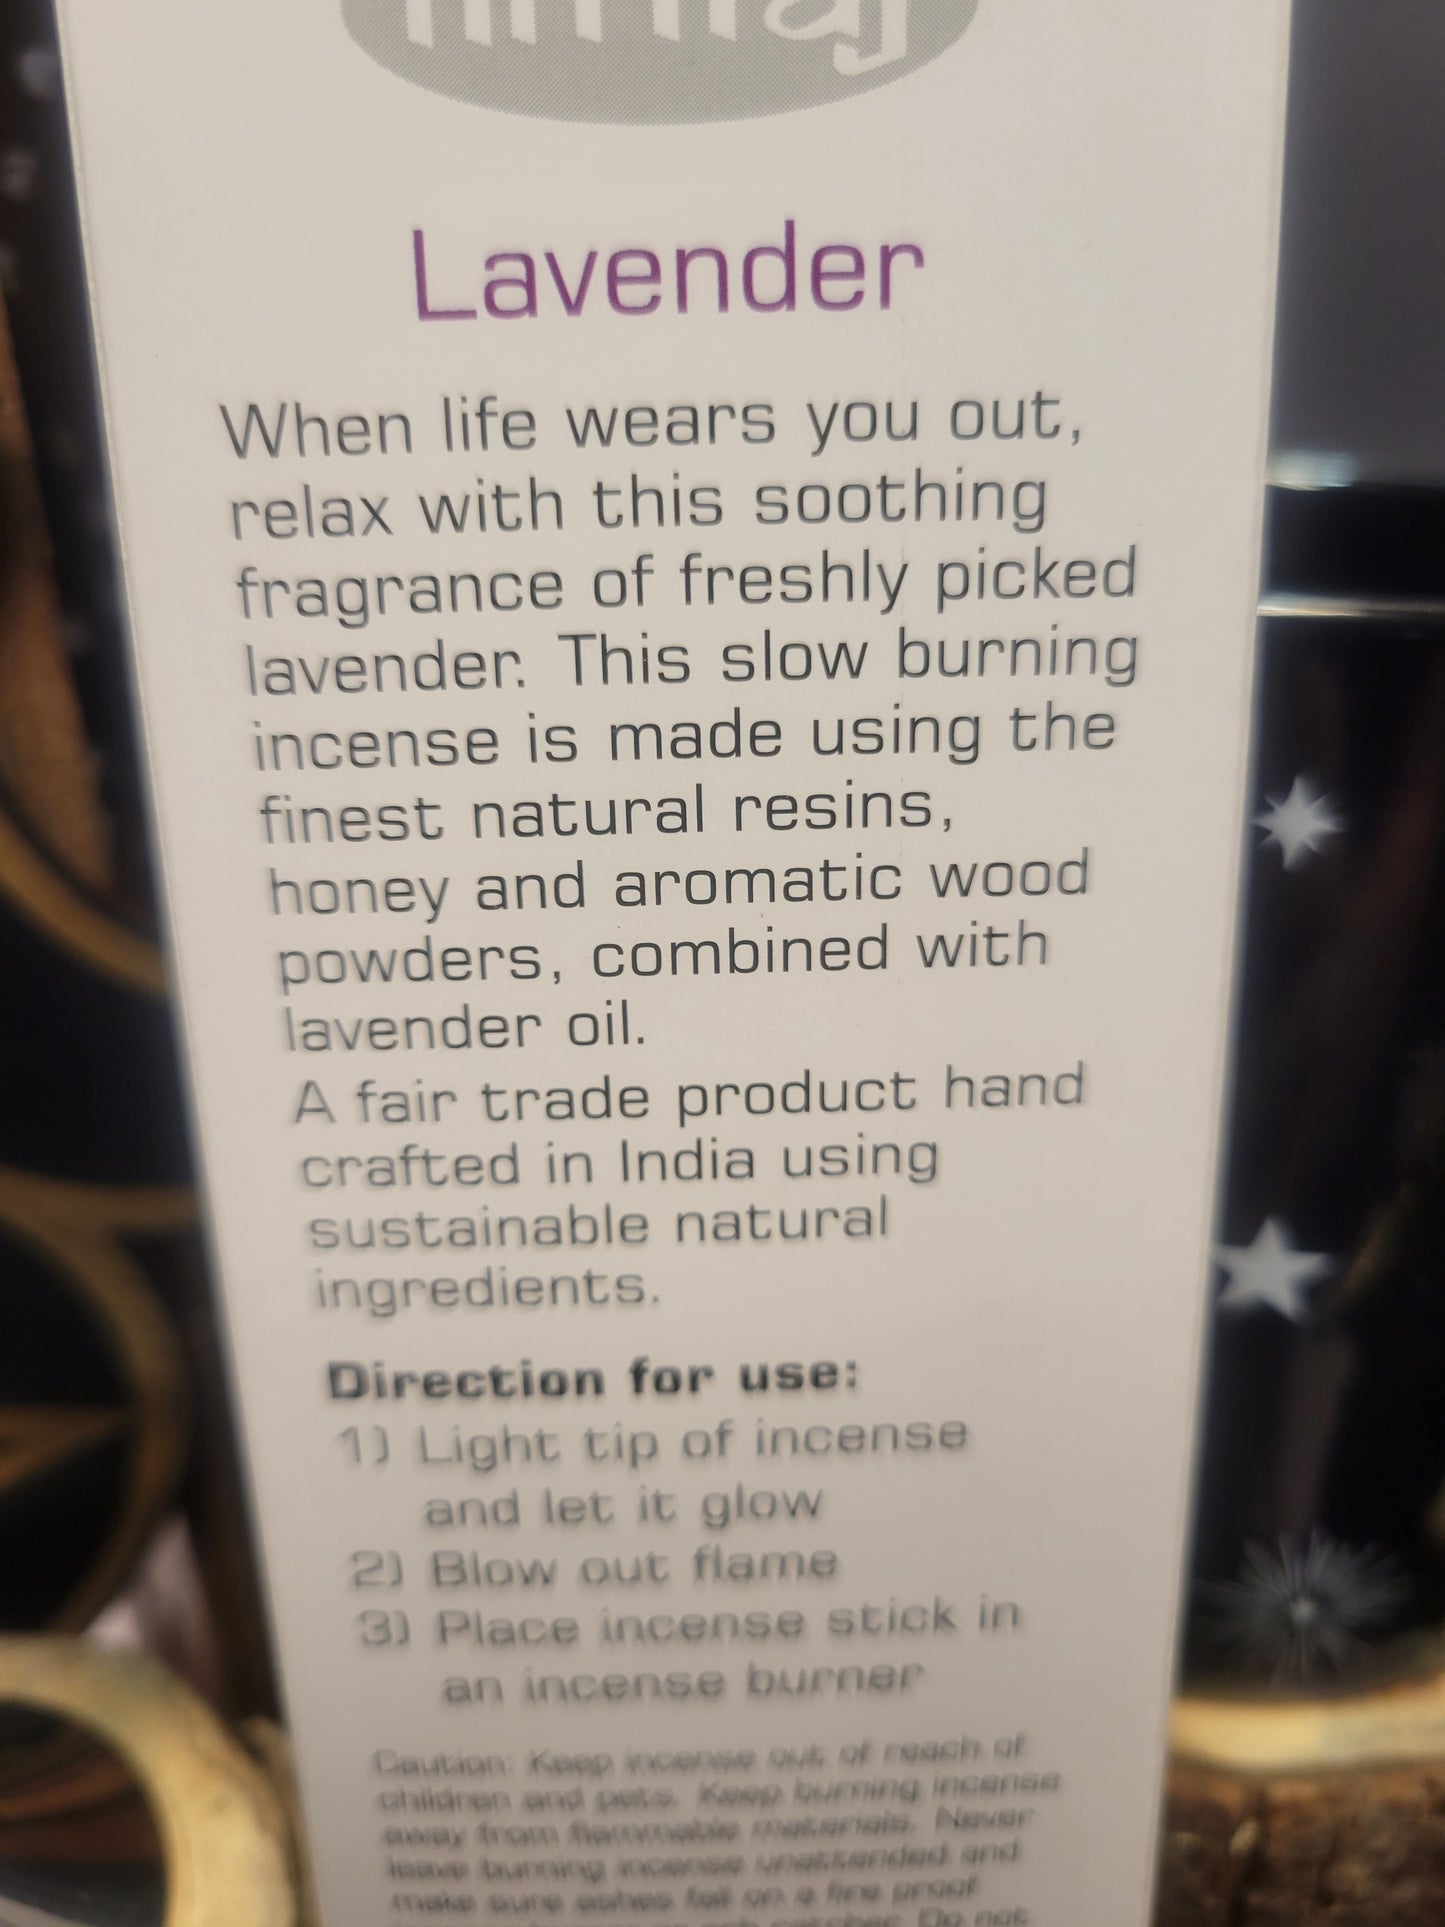 Lavender
When life wears you out,
relax with this soothing
fragrance of freshly picked
lavender. This slow burning
incense is made using the
finest natural resins,
honey and aromatic wood
powders, combined with
lavender oil.
A fair trade product hand
crafted in India using
sustainable natural
ingredients.
Direction for use:
1) Light tip of incense
and let it glow
2) Blow out flame
3) Place incense stick in
an incense burner
Caution: Keep incense out of reach of
children and pets. Keep burning incense
away from flammable materials. Never
leave burning incense unattended and
make sure ashes fall on a fire proof
Do not